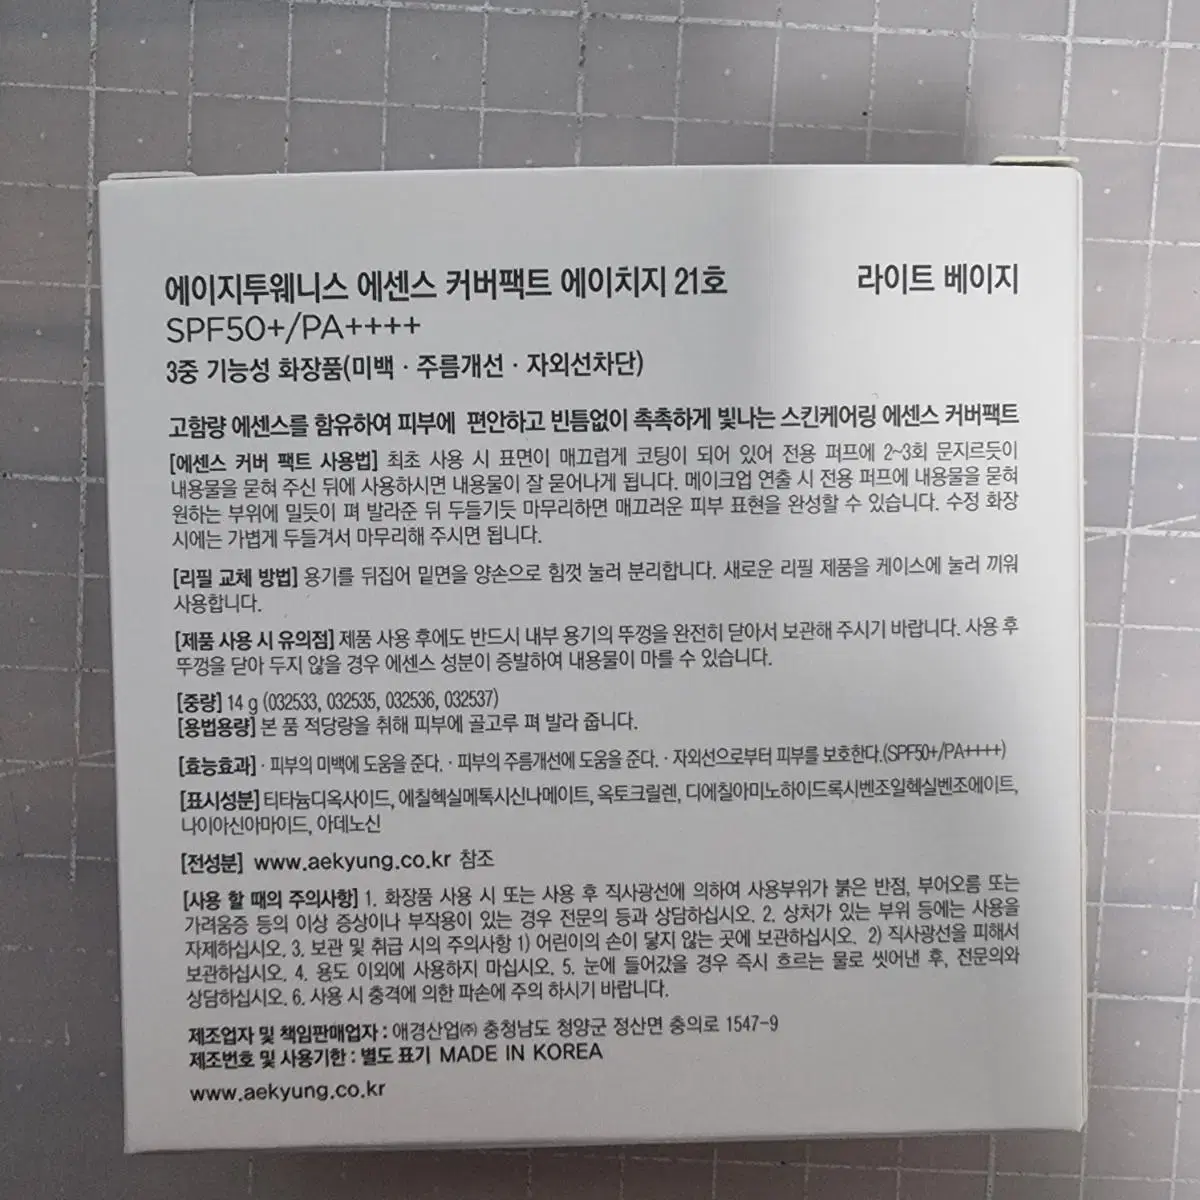 에이지투웨니스 에센스 커버팩트 에이치지 21호 라이트 베이지
SPF50+/PA++++
3중 기능성 화장품(미백 · 주름개선 · 자외선차단)
고함량 에센스를 함유하여 피부에 편안하고 빈틈없이 촉촉하게 빛나는 스킨케어링 에센스 커버팩트
[에센스 커버 팩트 사용법] 최초 사용 시 표면이 매끄럽게 코팅이 되어 있어 전용 퍼프에 2~3회 문지르듯이
내용물을 묻혀 주신 뒤에 사용하시면 내용물이 잘 묻어나게 됩니다. 메이크업 연출 시 전용 퍼프에 내용물을 묻혀
원하는 부위에 밀듯이 펴 발라준 뒤 두들기듯 마무리하면 매끄러운 피부 표현을 완성할 수 있습니다. 수정 화장
시에는 가볍게 두들겨서 마무리해 주시면 됩니다.
[리필 교체 방법] 용기를 뒤집어 밑면을 양손으로 힘껏 눌러 분리합니다. 새로운 리필 제품을 케이스에 눌러 끼워
사용합니다.
[제품 사용 시 유의점] 제품 사용 후에도 반드시 내부 용기의 뚜껑을 완전히 닫아서 보관해 주시기 바랍니다. 사용 후
뚜껑을 닫아 두지 않을 경우 에센스 성분이 증발하여 내용물이 마를 수 있습니다.
[중량] 14 g (032533, 032535, 032536, 032537)
[용법용량] 본 품 적당량을 취해 피부에 골고루 펴 발라 줍니다.
[효능효과] · 피부의 미백에 도움을 준다. · 피부의 주름개선에 도움을 준다. · 자외선으로부터 피부를 보호한다.(SPF50+/PA++++)
[표시성분] 티타늄디옥사이드, 에칠헥실메톡시신나메이트, 옥토크릴렌, 디에칠아미노하이드록시벤조일헥실벤조에이트,
나이아신아마이드, 아데노신
[전성분] www.aekyung.co.kr 참조
[사용 할 때의 주의사항] 1. 화장품 사용 시 또는 사용 후 직사광선에 의하여 사용부위가 붉은 반점, 부어오름 또는
가려움증 등의 이상 증상이나 부작용이 있는 경우 전문의 등과 상담하십시오. 2. 상처가 있는 부위 등에는 사용을
자제하십시오. 3. 보관 및 취급 시의 주의사항 1) 어린이의 손이 닿지 않는 곳에 보관하십시오. 2) 직사광선을 피해서
보관하십시오. 4. 용도 이외에 사용하지 마십시오. 5. 눈에 들어갔을 경우 즉시 흐르는 물로 씻어낸 후, 전문의와
상담하십시오. 6. 사용 시 충격에 의한 파손에 주의 하시기 바랍니다.
제조업자 및 책임판매업자 : 애경산업㈜ 충청남도 청양군 정산면 충의로 1547-9
제조번호 및 사용기한 : 별도 표기 MADE IN KOREA
www.aekyung.co.kr